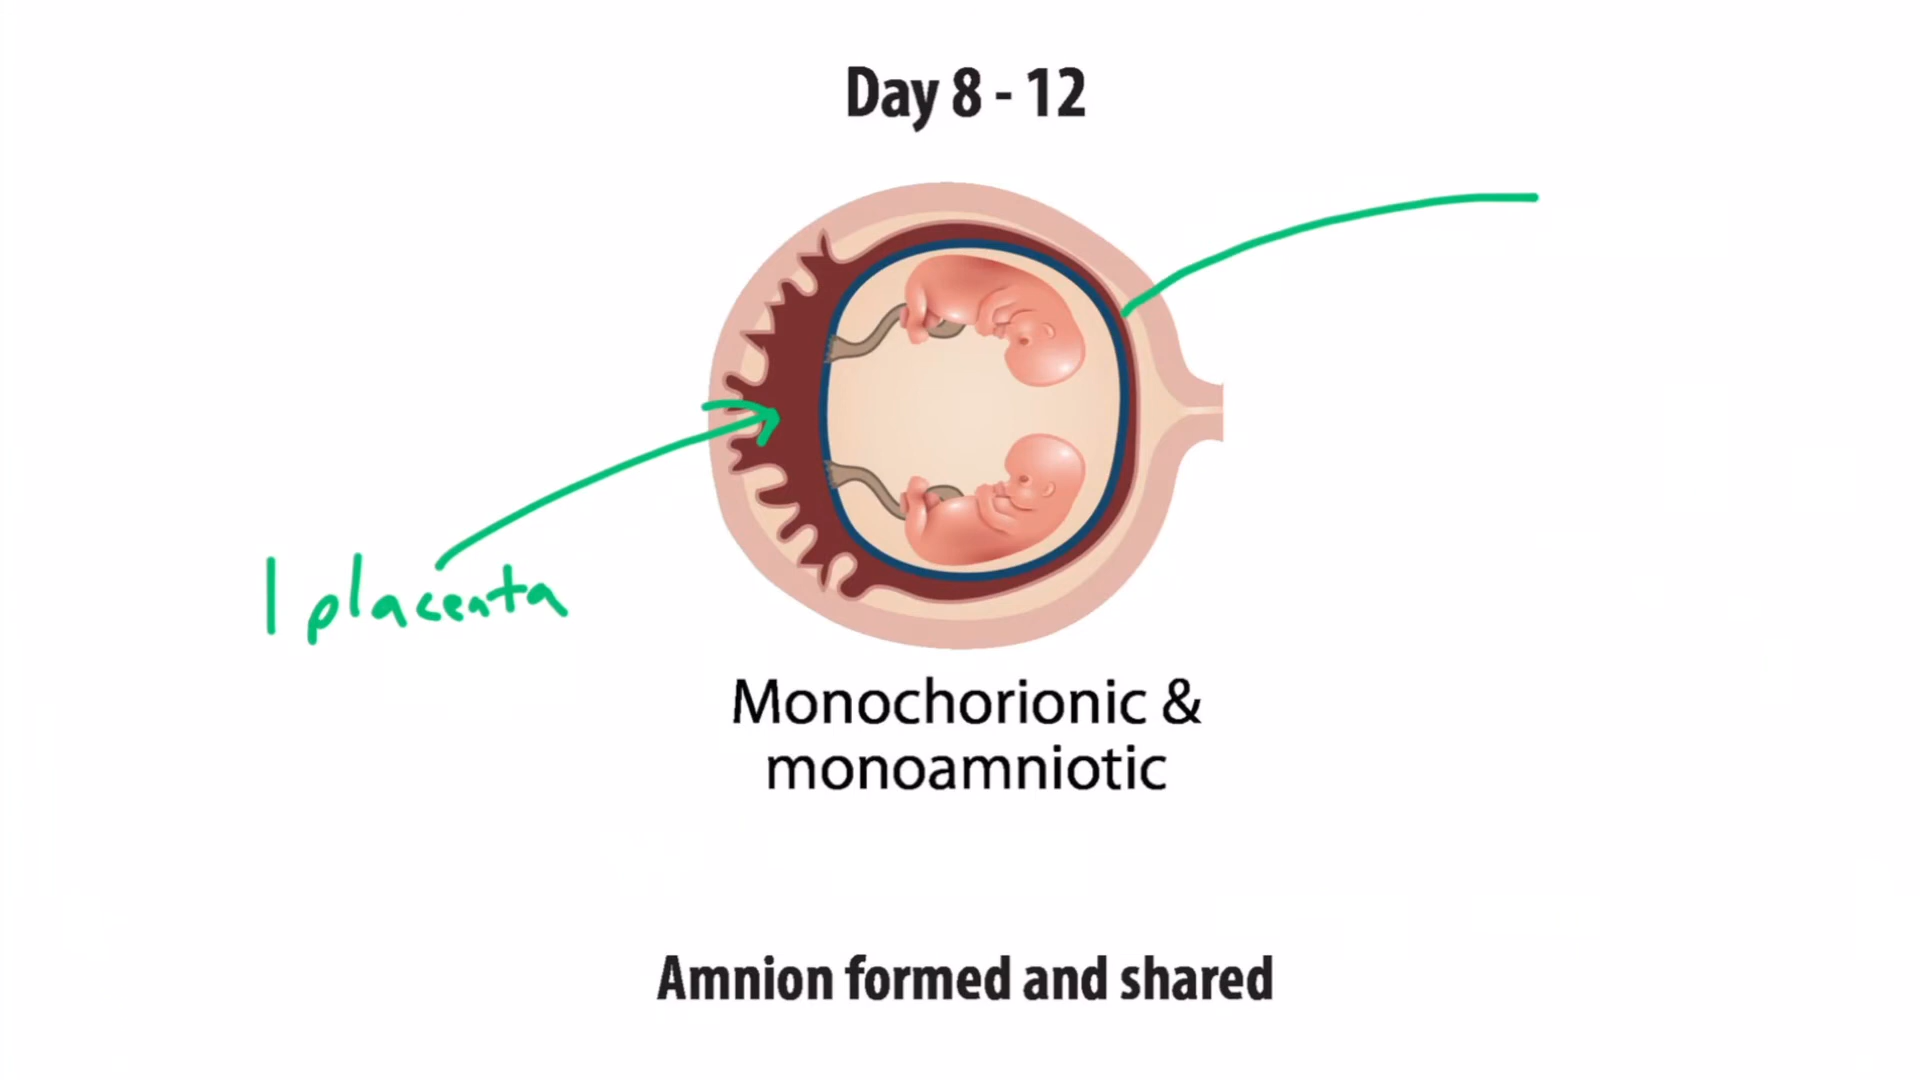 Day 8 - 12
1 placenta
Monochorionic &
monoamniotic
Amnion formed and shared